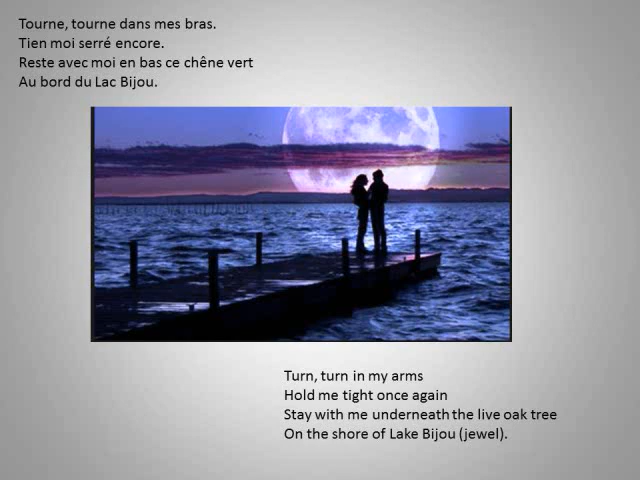 Tourne, tourne dans mes bras.
Tien moi serré encore.
Reste avec moi en bas ce chêne vert
Au bord du Lac Bijou.
Turn, turn in my arms
Hold me tight once again
Stay with me underneath the live oak tree
On the shore of Lake Bijou (jewel).